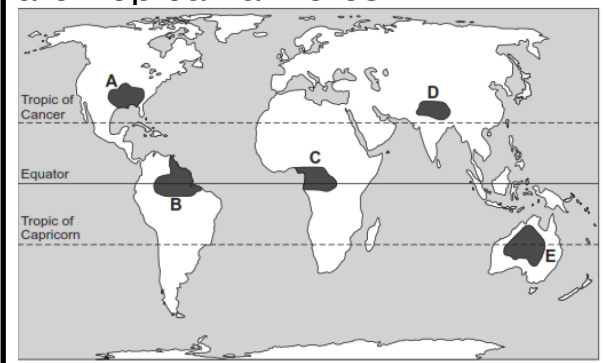 A
D
Tropic of
Cancer
C
Equator
B
Tropic of
Capricorn
E